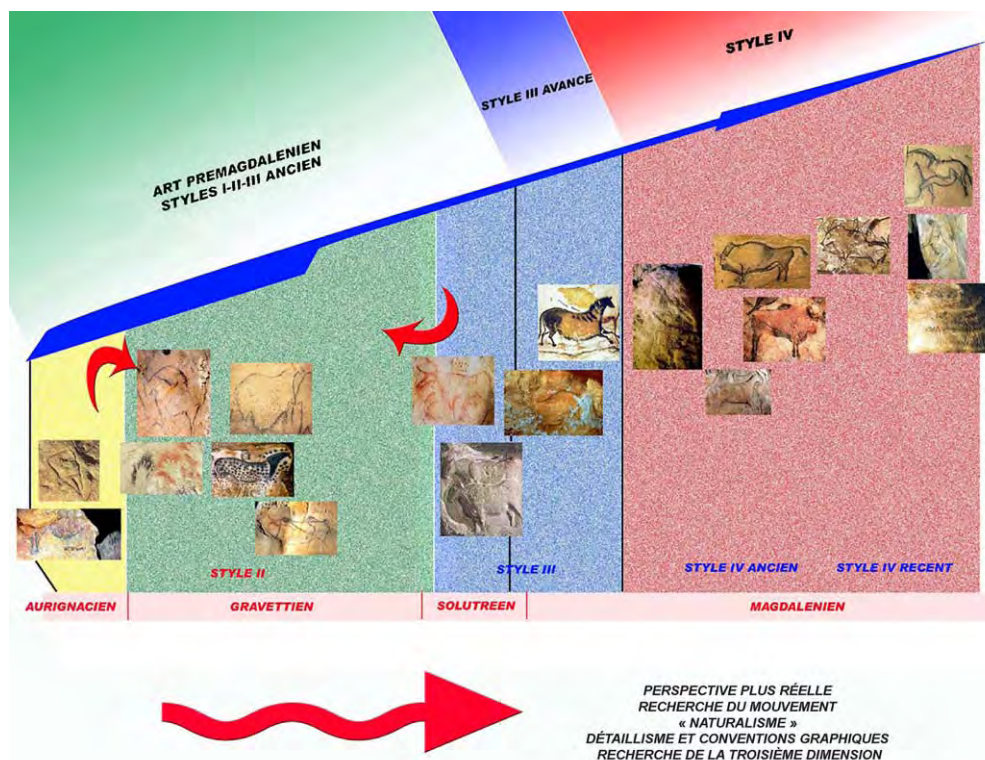 STYLE IV
STYLE III AVANCE
ART PREMAGDALENIEN
STYLES I-II-III ANCIEN
STYLE II
STYLE III
STYLE IV ANCIEN
STYLE IV RECENT
AURIGNACIEN
GRAVETTIEN
SOLUTREEN
MAGDALENIEN
PERSPECTIVE PLUS RÉELLE
RECHERCHE DU MOUVEMENT
« NATURALISME »
DÉTAILLISME ET CONVENTIONS GRAPHIQUES
RECHERCHE DE LA TROISIÈME DIMENSION